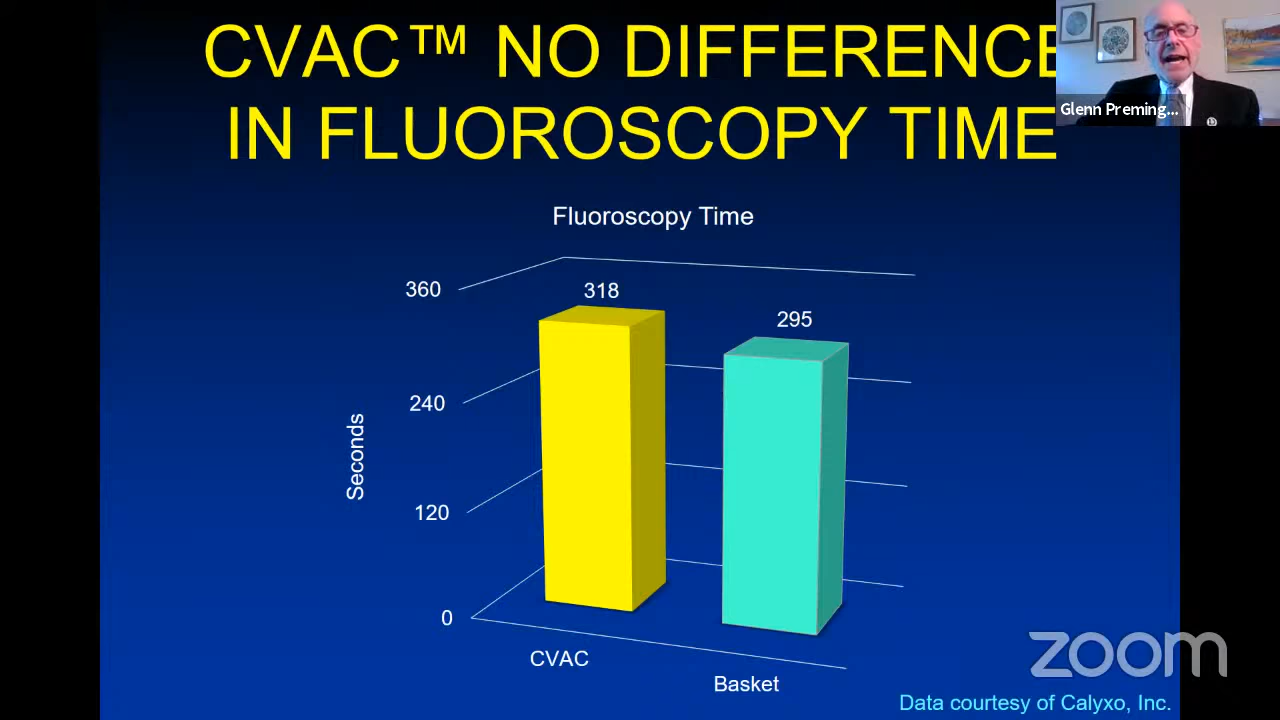 CVAC™ NO DIFFERENCE
IN FLUOROSCOPY TIME
Glenn Preming...
Fluoroscopy Time
360
318
295
240
Seconds
120
0
CVAC
Basket
zoom
Data courtesy of Calyxo, Inc.